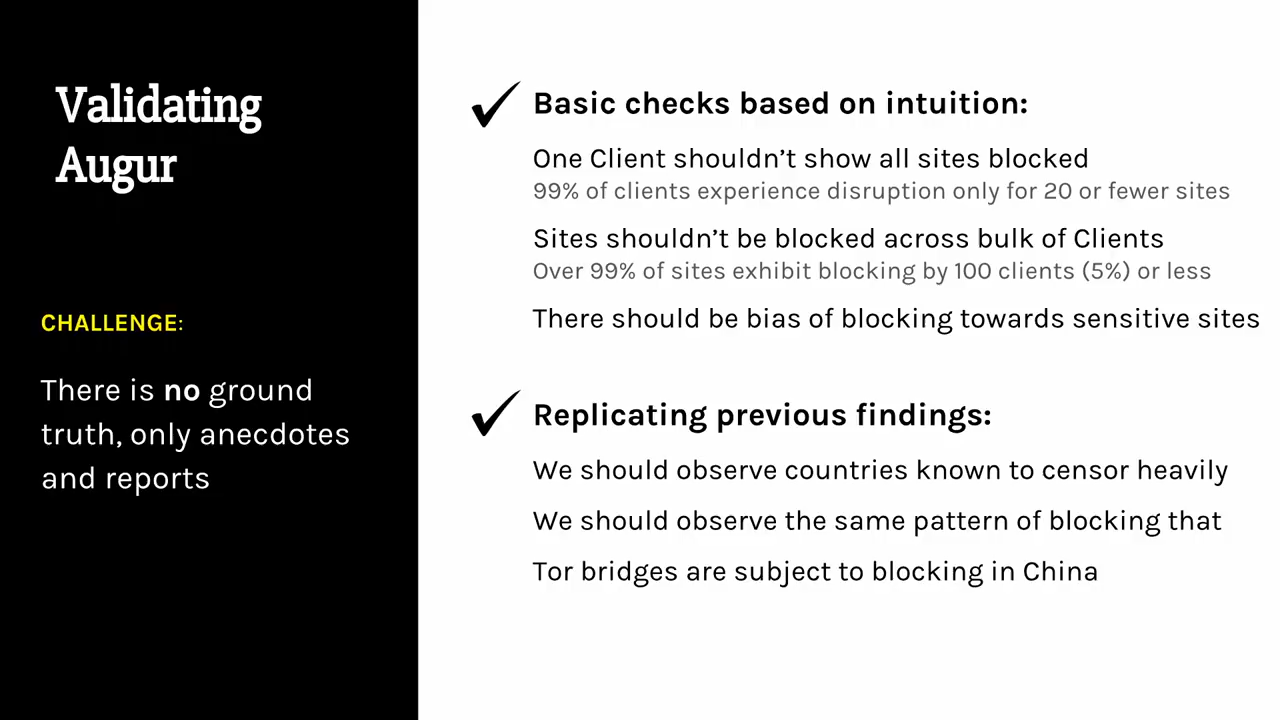 Validating
Augur
CHALLENGE:
There is no ground
truth, only anecdotes
and reports
Basic checks based on intuition:
One Client shouldn’t show all sites blocked
99% of clients experience disruption only for 20 or fewer sites
Sites shouldn’t be blocked across bulk of Clients
Over 99% of sites exhibit blocking by 100 clients (5%) or less
There should be bias of blocking towards sensitive sites
Replicating previous findings:
We should observe countries known to censor heavily
We should observe the same pattern of blocking that
Tor bridges are subject to blocking in China